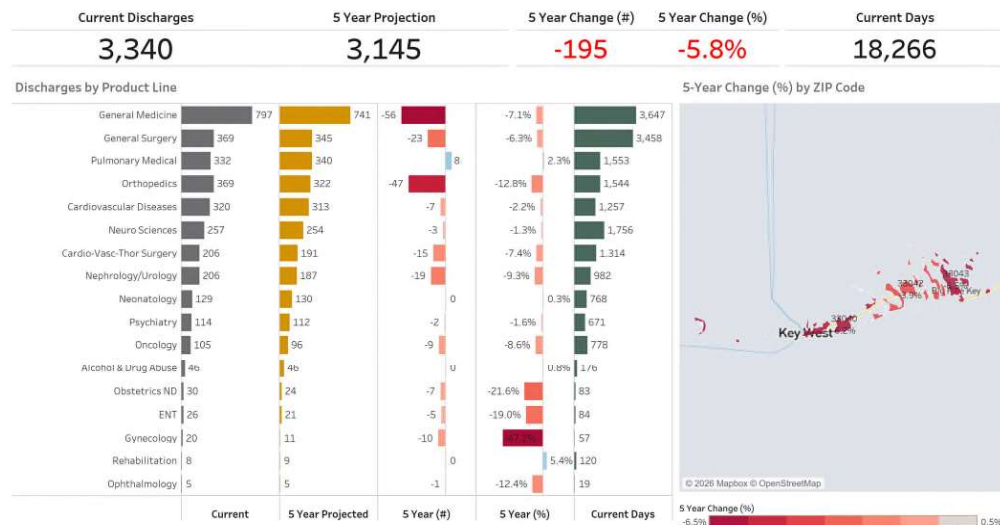 Current Discharges 5 Year Projection 5 Year Change (#) 5 Year Change (%) Current Days
3,340 3,145 -195 -5.8% 18,266
Discharges by Product Line 5-Year Change (%) by ZIP Code
General Medicine 797 741 -56 -7.1% 3,647
General Surgery 369 345 -23 -6.3% 3,458
Pulmonary Medical 332 340 8 2.3% 1,553
Orthopedics 369 322 -47 -12.8% 1,544
Cardiovascular Diseases 320 313 -7 -2.2% 1,257
Neuro Sciences 257 254 -3 -1.3% 1,756
Cardio-Vasc-Thor Surgery 206 191 -15 -7.4% 1,314
Nephrology/Urology 206 187 -19 -9.3% 982
Neonatology 129 130 0 0.3% 768
Psychiatry 114 112 -2 -1.6% 671
Oncology 105 96 -9 -8.6% 778
Alcohol & Drug Abuse 46 46 0 0.8% 176
Obstetrics ND 30 24 -7 -21.6% 83
ENT 26 21 -5 -19.0% 84
Gynecology 20 11 -10 57
Rehabilitation 8 9 0 5.4% 120
Ophthalmology 5 5 -1 -12.4% 19
Current 5 Year Projected 5 Year (#) 5 Year (%) Current Days
33043
33042
Key
33040
Key West
© 2026 Mapbox © OpenStreetMap
5 Year Change (%)
-6.5% 0.5%